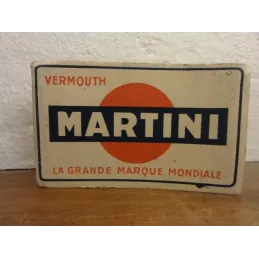 VERMOUTH
MARTINI
LA GRANDE MARQUE MONDIALE